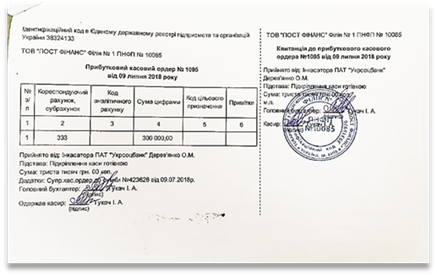 Ідентифікаційний код в Єдиному державному реєстрі підприємств та організацій
України 38324133
ТОВ "ПОСТ ФІНАНС" Філія № 1 ПНФП № 10085
Прибутковий касовий ордер № 1095
від 09 липня 2018 року
№ з/п
Кореспондуючий рахунок, субрахунок
Код аналітичного рахунку
Сума цифрами
Код цільового призначення
Примітки
1 2 3 4 5 6
1 333 300 000,00
Прийнято від: Інкасатора ПАТ "Укрсоцбанк" Дерев'янко О.М.
Підстава: Підкріплення каси готівкою
Сума: триста тисяч грн. 00 коп.
Додатки: Супр.кас.ордер до сумки №423826 від 09.07.2018р.
Головний бухгалтер: Тукач І. А.
(підпис)
Одержав касир: Тукач І. А.
(підпис)
ТОВ "ПОСТ ФІНАНС" Філія № 1 ПНФП № 10085
Квитанція до прибуткового касового
ордера №1095 від 09 липня 2018 року
Прийнято від: Інкасатора ПАТ "Укрсоцбанк"
Дерев'янко О.М.
Підстава: Підкріплення каси готівкою
Сума: триста тисяч грн. 00 коп.
М.П.
Головний бухгалтер: Тукач І. А.
Касир: Тукач І. А.
ПНФП
№10085